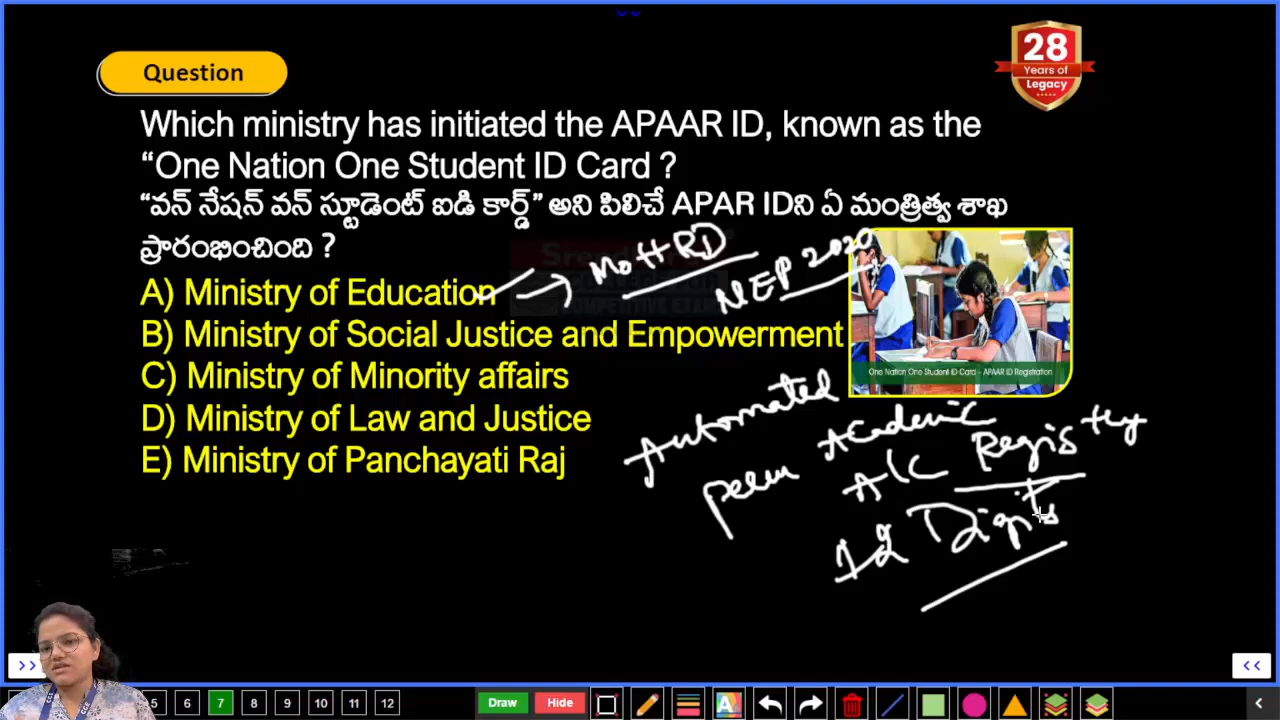 Question
28
Years of
Legacy
Which ministry has initiated the APAAR ID, known as the
“One Nation One Student ID Card ?
“వన్ నేషన్ వన్ స్టూడెంట్ ఐడి కార్డ్” అని పిలిచే APAR IDని ఏ మంత్రిత్వ శాఖ
ప్రారంభించింది ?
A) Ministry of Education
MoHRD
NEP 2020
B) Ministry of Social Justice and Empowerment
C) Ministry of Minority affairs
D) Ministry of Law and Justice
E) Ministry of Panchayati Raj
One Nation One Student ID Card - APAAR ID Registration
Automated
perm Academic
A/C Registry
12 Digits
>>
<<
5 6 7 8 9 10 11 12 Draw Hide